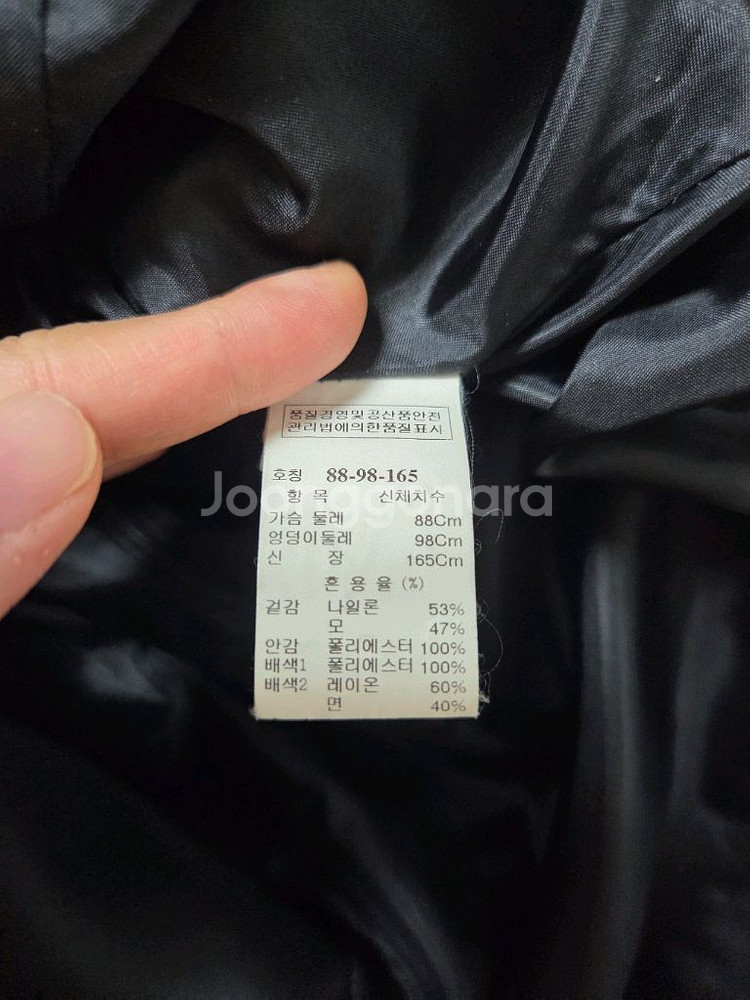 품질경영및공산품안전
관리법에의한품질표시
호칭 88-98-165
항 목 신체치수
가슴 둘레 88Cm
엉덩이둘레 98Cm
신 장 165Cm
혼 용 율 (%)
겉감 나일론 53%
모 47%
안감 폴리에스터 100%
배색1 폴리에스터 100%
배색2 레이온 60%
면 40%
Joonggonara